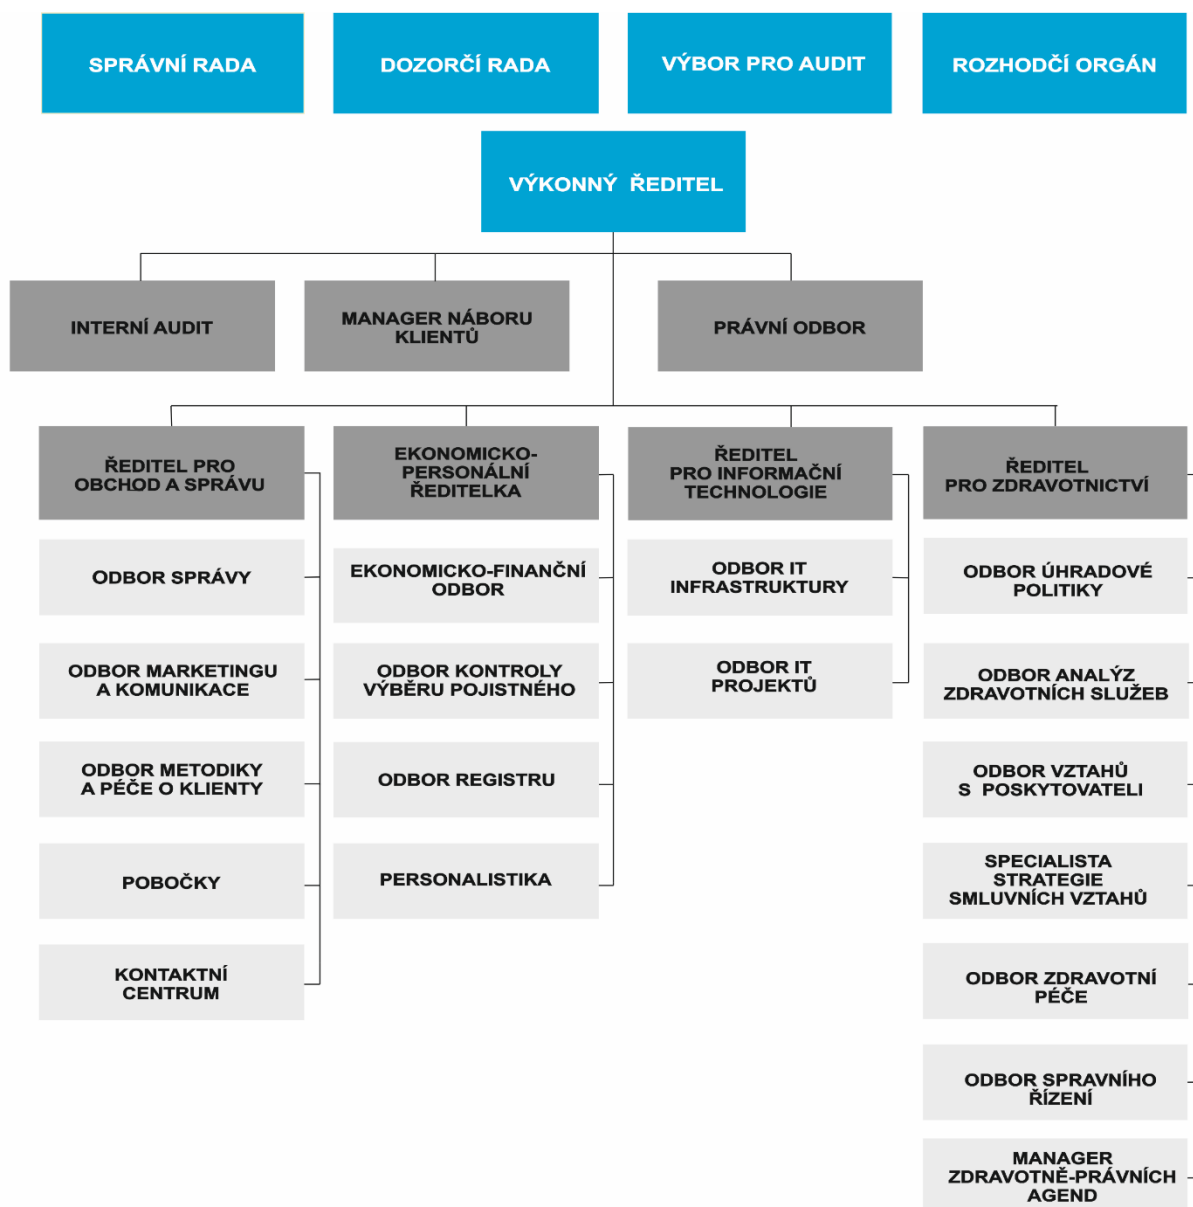 SPRÁVNÍ RADA
DOZORČÍ RADA
VÝBOR PRO AUDIT
ROZHODČÍ ORGÁN
VÝKONNÝ ŘEDITEL
INTERNÍ AUDIT
MANAGER NÁBORU
KLIENTŮ
PRÁVNÍ ODBOR
ŘEDITEL PRO
OBCHOD A SPRÁVU
ODBOR SPRÁVY
ODBOR MARKETINGU
A KOMUNIKACE
ODBOR METODIKY
A PÉČE O KLIENTY
POBOČKY
KONTAKTNÍ
CENTRUM
EKONOMICKO-
PERSONÁLNÍ
ŘEDITELKA
EKONOMICKO-FINANČNÍ
ODBOR
ODBOR KONTROLY
VÝBĚRU POJISTNÉHO
ODBOR REGISTRU
PERSONALISTIKA
ŘEDITEL
PRO INFORMAČNÍ
TECHNOLOGIE
ODBOR IT
INFRASTRUKTURY
ODBOR IT
PROJEKTŮ
ŘEDITEL
PRO ZDRAVOTNICTVÍ
ODBOR ÚHRADOVÉ
POLITIKY
ODBOR ANALÝZ
ZDRAVOTNÍCH SLUŽEB
ODBOR VZTAHŮ
S POSKYTOVATELI
SPECIALISTA
STRATEGIE
SMLUVNÍCH VZTAHŮ
ODBOR ZDRAVOTNÍ
PÉČE
ODBOR SPRAVNÍHO
ŘÍZENÍ
MANAGER
ZDRAVOTNĚ-PRÁVNÍCH
AGEND